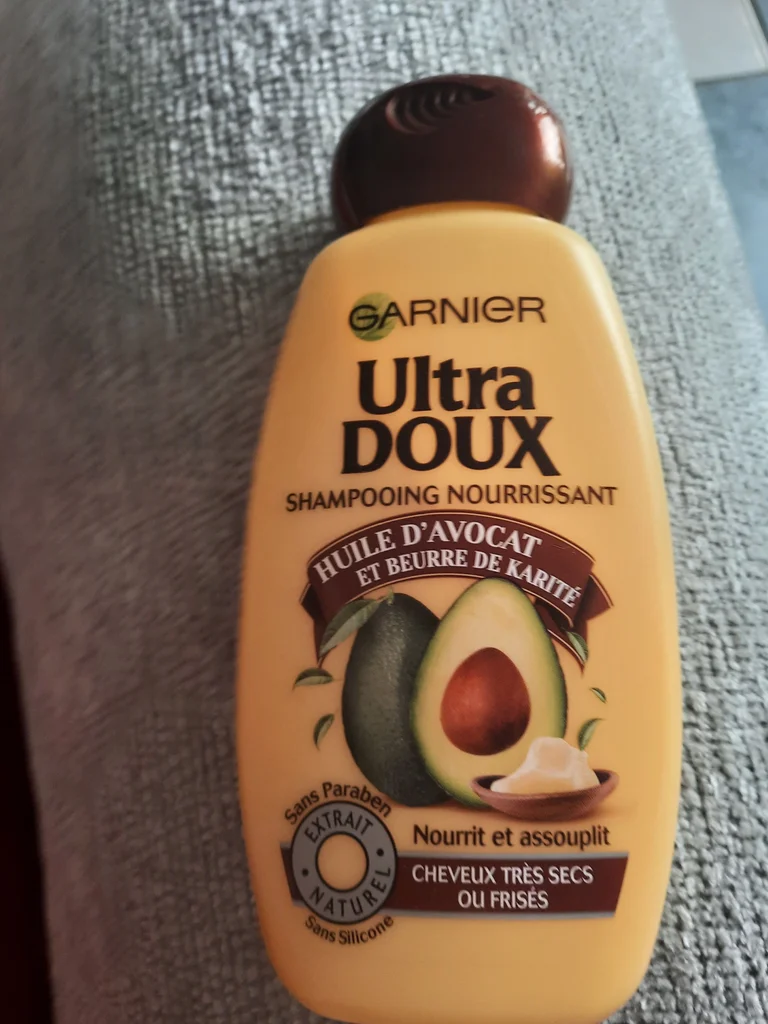 GARNIER
Ultra
DOUX
SHAMPOOING NOURRISSANT
HUILE D'AVOCAT
ET BEURRE DE KARITÉ
Sans Paraben
EXTRAIT
• NATUREL •
Sans Silicone
Nourrit et assouplit
CHEVEUX TRÈS SECS
OU FRISÉS